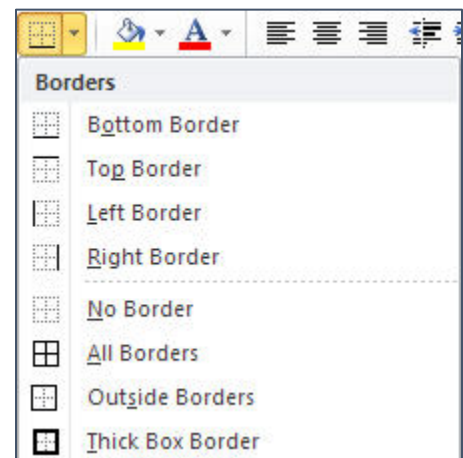 A
Borders
Bottom Border
Top Border
Left Border
Right Border
No Border
All Borders
Outside Borders
Thick Box Border